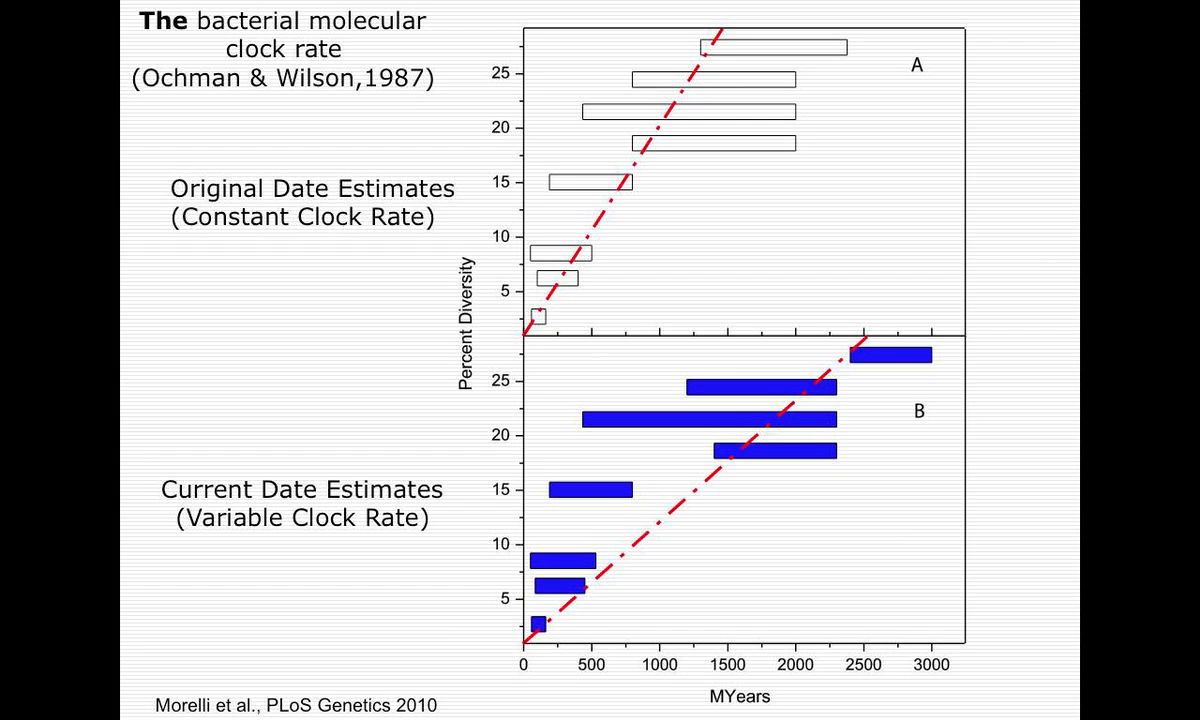 The bacterial molecular
clock rate
(Ochman & Wilson,1987)
Original Date Estimates
(Constant Clock Rate)
Current Date Estimates
(Variable Clock Rate)
Percent Diversity
A
25
20
15
10
5
B
25
20
15
10
5
0 500 1000 1500 2000 2500 3000
MYears
Morelli et al., PLoS Genetics 2010